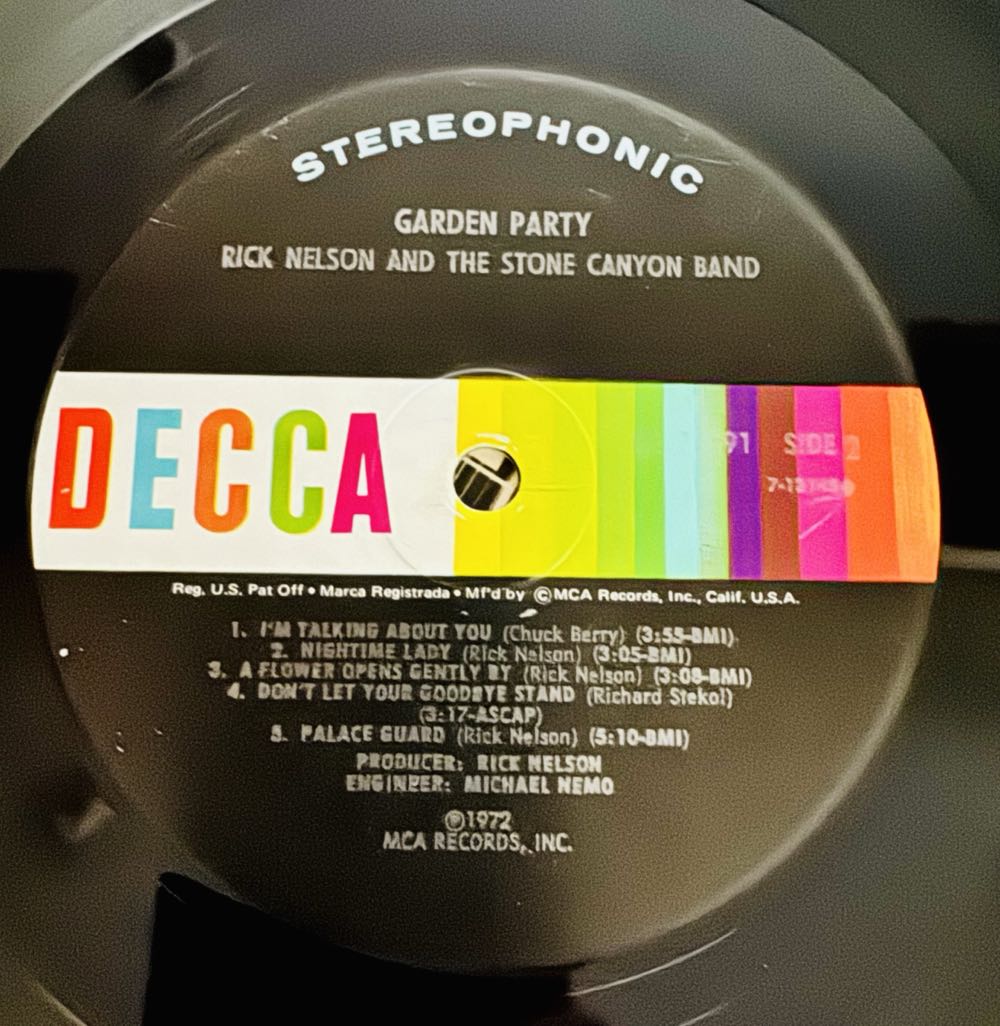 STEREOPHONIC
GARDEN PARTY
RICK NELSON AND THE STONE CANYON BAND
DECCA
91 SIDE
Reg. U.S. Pat Off • Marca Registrada • Mf'd by ©MCA Records, Inc., Calif. U.S.A.
1. I'M TALKING ABOUT YOU (Chuck Berry) (3:55-BMI)
2. NIGHTIME LADY (Rick Nelson) (3:05-BMI)
3. A FLOWER OPENS GENTLY BY (Rick Nelson) (3:08-BMI)
4. DON'T LET YOUR GOODBYE STAND (Richard Stekol)
(3:17-ASCAP)
5. PALACE GUARD (Rick Nelson) (5:10-BMI)
PRODUCER: RICK NELSON
ENGINEER: MICHAEL NEMO
℗1972
MCA RECORDS, INC.